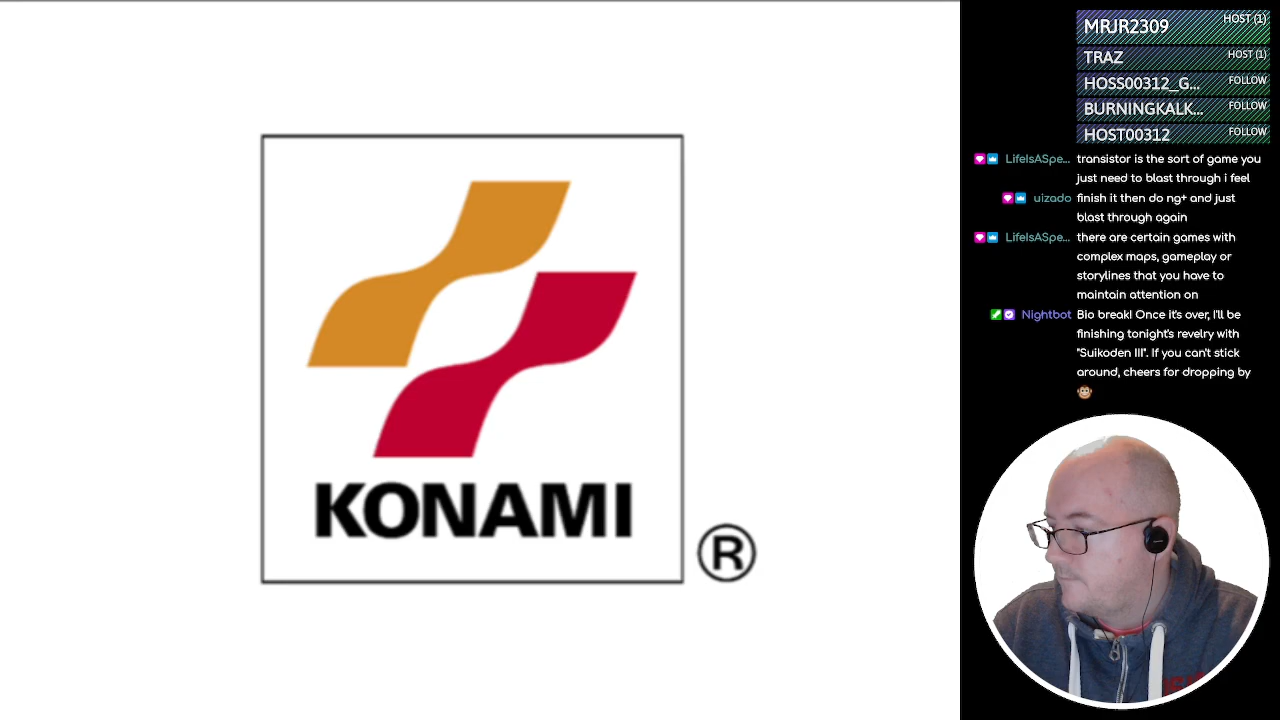 KONAMI
®
MRJR2309 HOST (1)
TRAZ HOST (1)
HOSS00312_G... FOLLOW
BURNINGKALK... FOLLOW
HOST00312 FOLLOW
LifeIsASpe... transistor is the sort of game you
just need to blast through i feel
uizado finish it then do ng+ and just
blast through again
LifeIsASpe... there are certain games with
complex maps, gameplay or
storylines that you have to
maintain attention on
Nightbot Bio break! Once it's over, I'll be
finishing tonight's revelry with
"Suikoden III". If you can't stick
around, cheers for dropping by